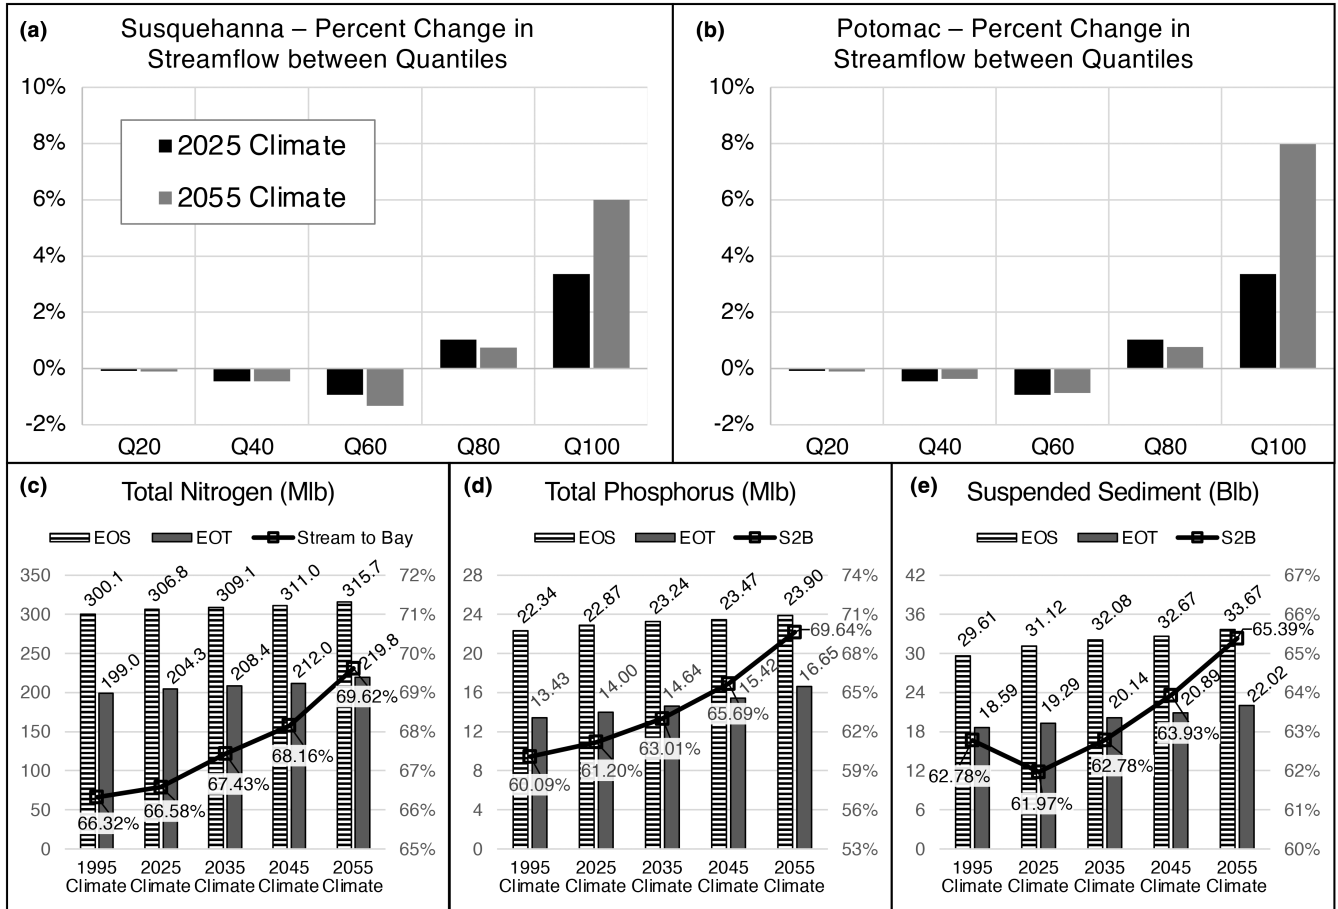 (a)
Susquehanna – Percent Change in
Streamflow between Quantiles
10%
8%
6%
4%
2%
0%
-2%
2025 Climate
2055 Climate
Q20 Q40 Q60 Q80 Q100
(b)
Potomac – Percent Change in
Streamflow between Quantiles
10%
8%
6%
4%
2%
0%
-2%
Q20 Q40 Q60 Q80 Q100
(c)
Total Nitrogen (Mlb)
EOS EOT Stream to Bay
350
300
250
200
150
100
50
0
72%
71%
70%
69%
68%
67%
66%
65%
300.1 306.8 309.1 311.0 315.7
199.0 204.3 208.4 212.0 219.8
66.32% 66.58% 67.43% 68.16% 69.62%
1995 2025 2035 2045 2055
Climate Climate Climate Climate Climate
(d)
Total Phosphorus (Mlb)
EOS EOT S2B
28
24
20
16
12
8
4
0
74%
71%
68%
65%
62%
59%
56%
53%
22.34 22.87 23.24 23.47 23.90
13.43 14.00 14.64 15.42 16.65
60.09% 61.20% 63.01% 65.69% 69.64%
1995 2025 2035 2045 2055
Climate Climate Climate Climate Climate
(e)
Suspended Sediment (Blb)
EOS EOT S2B
42
36
30
24
18
12
6
0
67%
66%
65%
64%
63%
62%
61%
60%
29.61 31.12 32.08 32.67 33.67
18.59 19.29 20.14 20.89 22.02
62.78% 61.97% 62.78% 63.93% 65.39%
1995 2025 2035 2045 2055
Climate Climate Climate Climate Climate